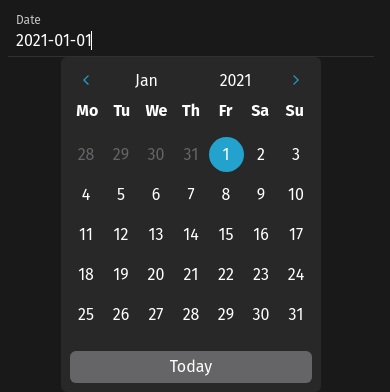 Date
2021-01-01
Jan 2021
Mo Tu We Th Fr Sa Su
28 29 30 31 1 2 3
4 5 6 7 8 9 10
11 12 13 14 15 16 17
18 19 20 21 22 23 24
25 26 27 28 29 30 31
Today